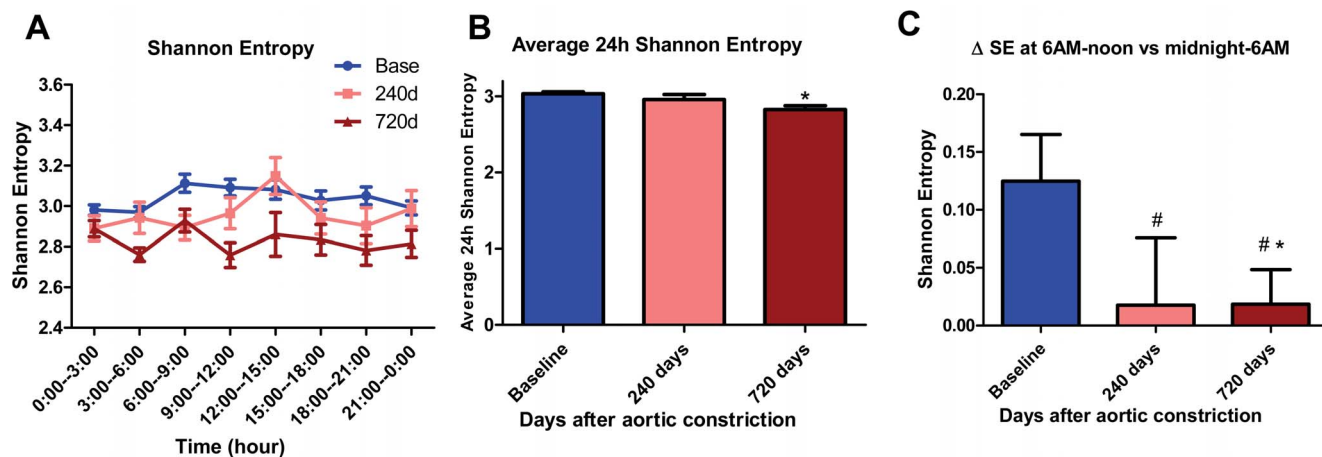 A
Shannon Entropy
Base
240d
720d
Shannon Entropy
3.6
3.4
3.2
3.0
2.8
2.6
2.4
0:00--3:00
3:00--6:00
6:00--9:00
9:00--12:00
12:00--15:00
15:00--18:00
18:00--21:00
21:00--0:00
Time (hour)
B
Average 24h Shannon Entropy
Average 24h Shannon Entropy
3
2
1
0
*
Baseline
240 days
720 days
Days after aortic constriction
C
Δ SE at 6AM-noon vs midnight-6AM
Shannon Entropy
0.20
0.15
0.10
0.05
0.00
#
# *
Baseline
240 days
720 days
Days after aortic constriction